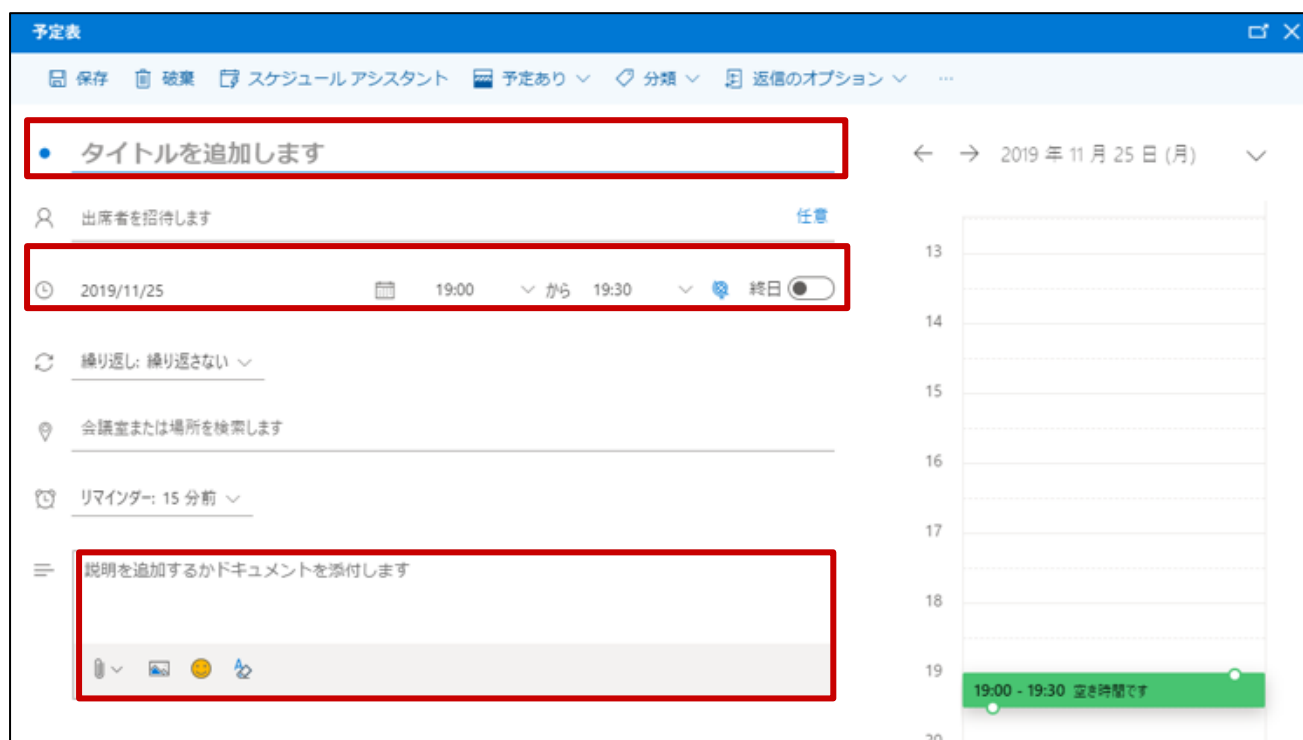 予定表
保存 破棄 スケジュール アシスタント 予定あり 分類 返信のオプション ...
タイトルを追加します
2019 年 11 月 25 日 (月)
出席者を招待します 任意
2019/11/25 19:00 から 19:30 終日
繰り返し: 繰り返さない
会議室または場所を検索します
リマインダー: 15 分前
説明を追加するかドキュメントを添付します
13
14
15
16
17
18
19
19:00 - 19:30 空き時間です
20